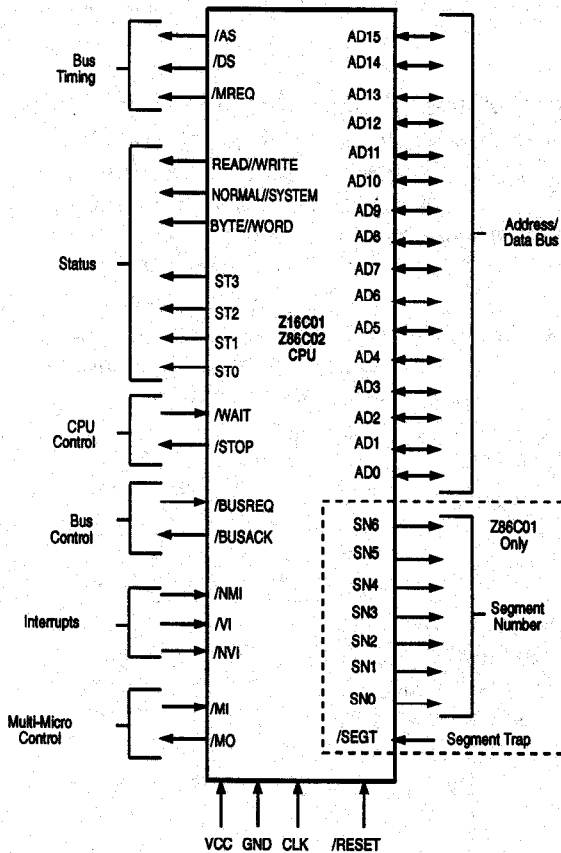 Bus
Timing
/AS
/DS
/MREQ
Status
READ//WRITE
NORMAL//SYSTEM
BYTE//WORD
ST3
ST2
ST1
ST0
CPU
Control
/WAIT
/STOP
Bus
Control
/BUSREQ
/BUSACK
Interrupts
/NMI
/VI
/NVI
Multi-Micro
Control
/MI
/MO
Z16C01
Z86C02
CPU
AD15
AD14
AD13
AD12
AD11
AD10
AD9
AD8
AD7
AD6
AD5
AD4
AD3
AD2
AD1
AD0
Address/
Data Bus
SN6
SN5
SN4
SN3
SN2
SN1
SN0
/SEGT
Z86C01
Only
Segment
Number
Segment Trap
VCC GND CLK /RESET